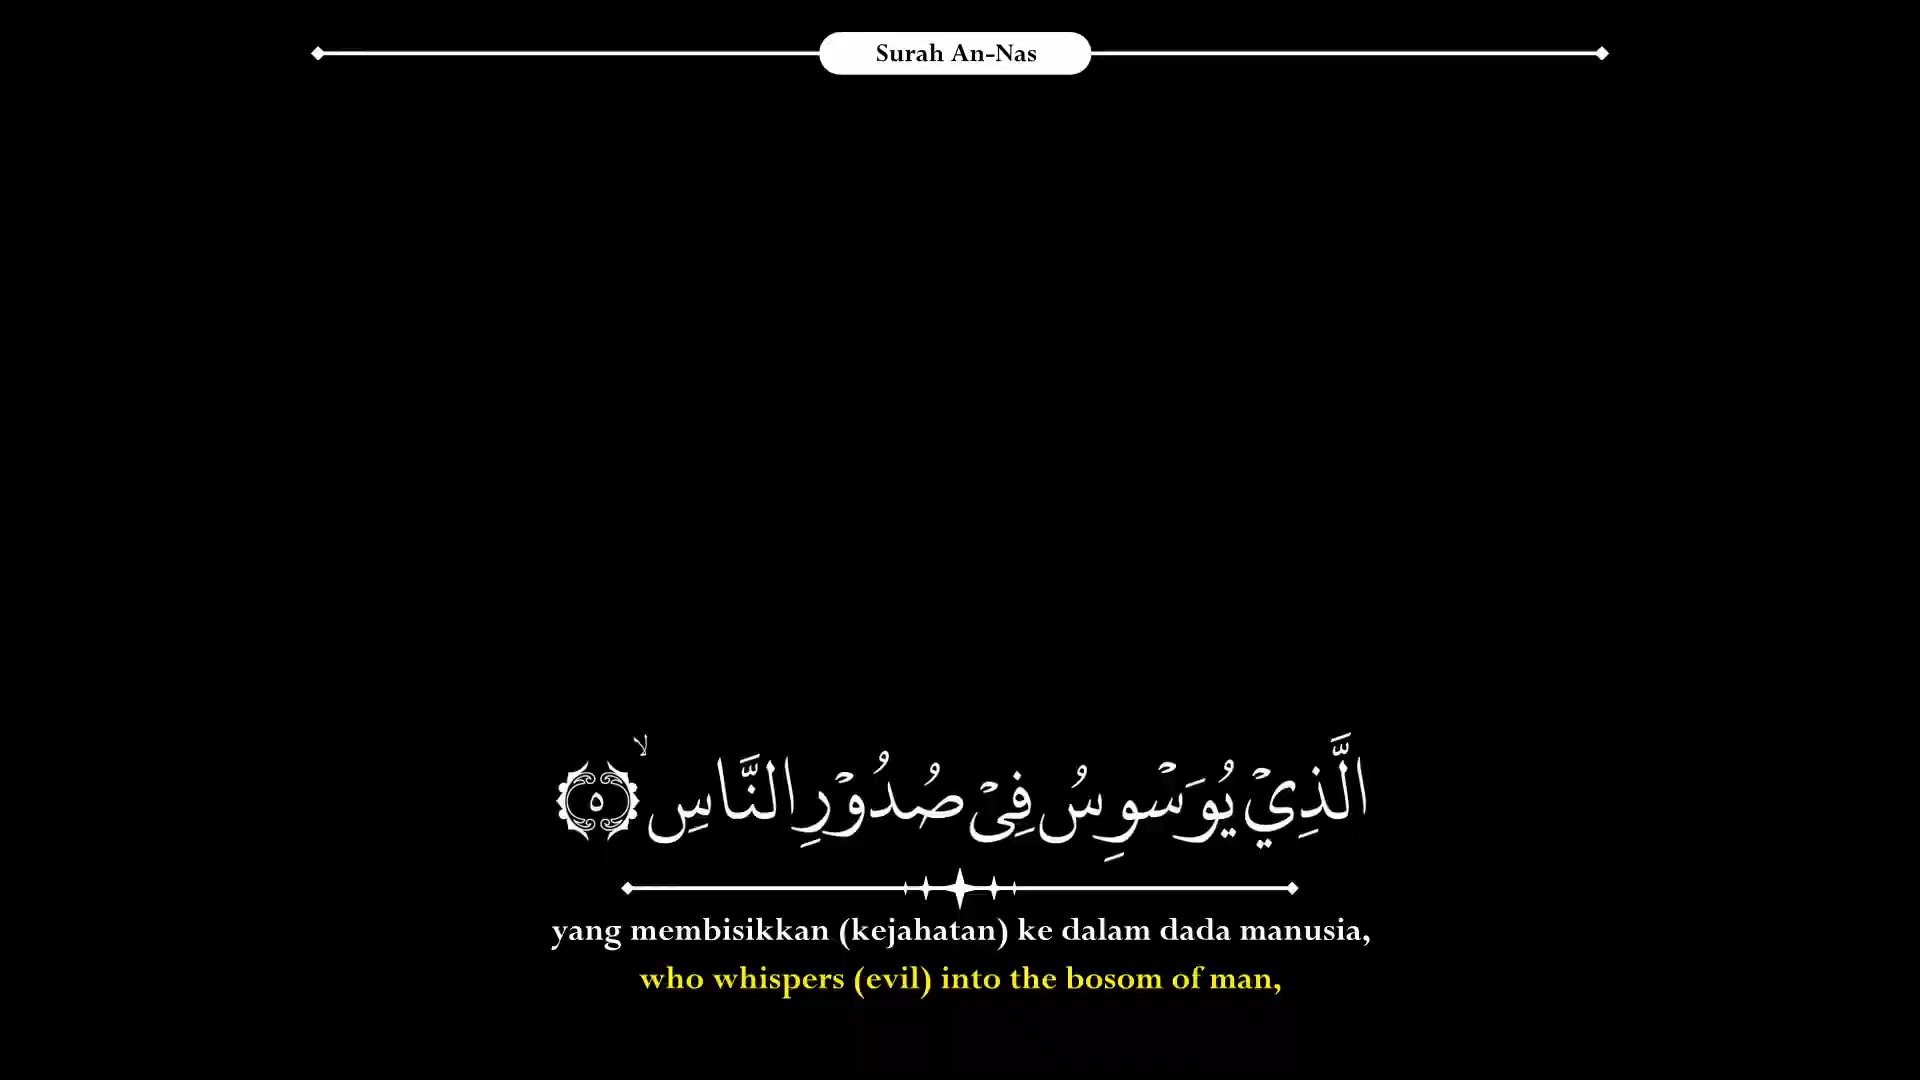 Surah An-Nas
الَّذِيْ يُوَسْوِسُ فِيْ صُدُوْرِ النَّاسِۙ ٥
yang membisikkan (kejahatan) ke dalam dada manusia,
who whispers (evil) into the bosom of man,